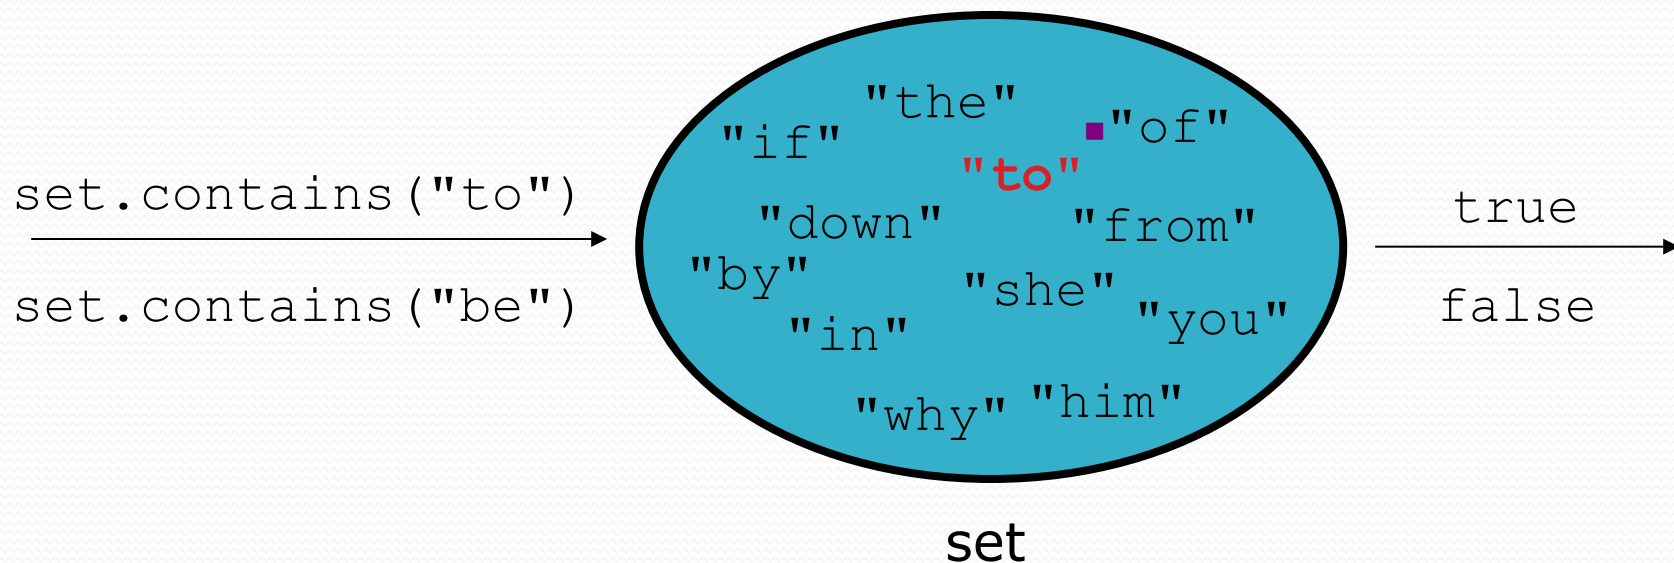 set.contains("to")
set.contains("be")
"the"
"of"
"if"
"to"
"down"
"from"
"by"
"she"
"you"
"in"
"him"
"why"
true
false
set